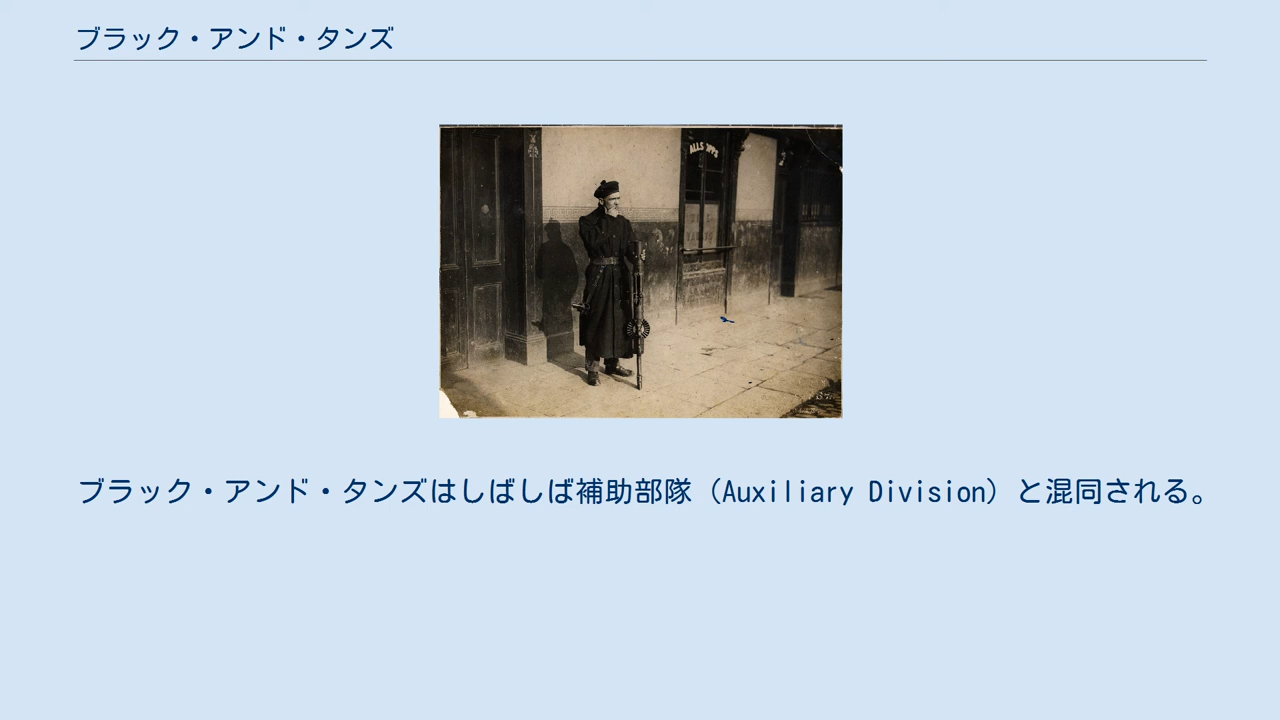 ブラック・アンド・タンズ
ALLSOPPS
ブラック・アンド・タンズはしばしば補助部隊（Auxiliary Division）と混同される。